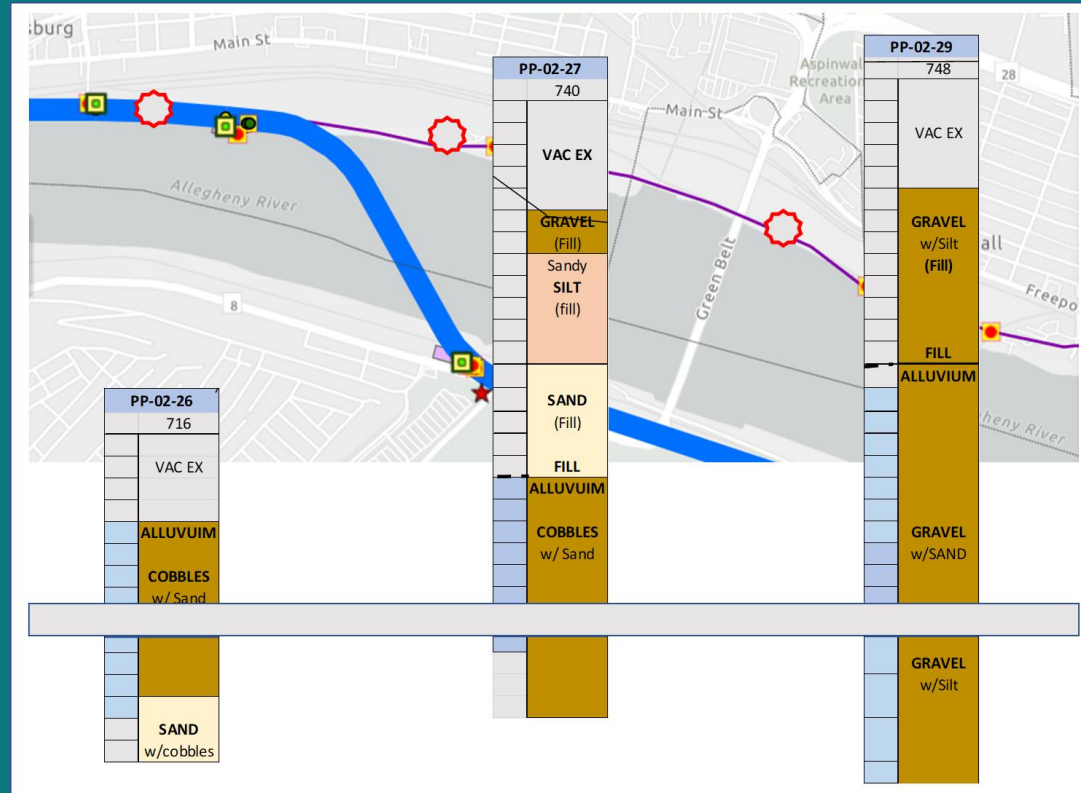 sburg
Main St
Allegheny River
8
Main St
Green Belt
Aspinwal
Recreation
Area
28
all
Freepo
heny River
PP-02-26
716
VAC EX
ALLUVUIM
COBBLES
w/ Sand
SAND
w/cobbles
PP-02-27
740
VAC EX
GRAVEL
(Fill)
Sandy
SILT
(fill)
SAND
(Fill)
FILL
ALLUVUIM
COBBLES
w/ Sand
PP-02-29
748
VAC EX
GRAVEL
w/Silt
(Fill)
FILL
ALLUVIUM
GRAVEL
w/SAND
GRAVEL
w/Silt